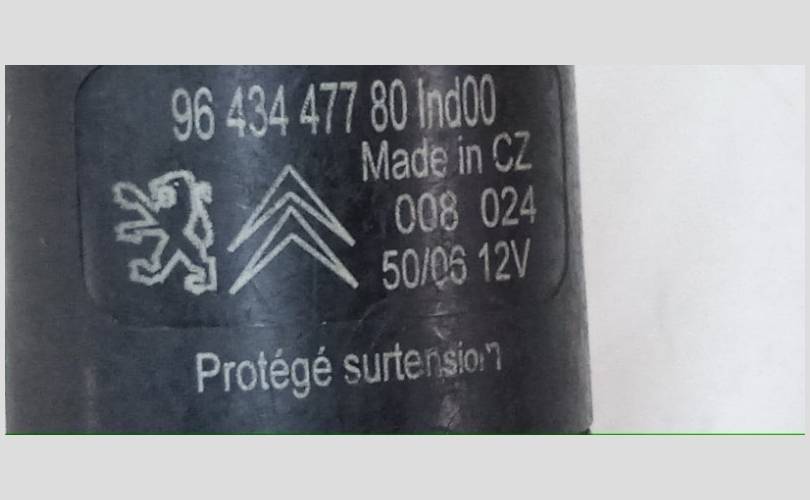 96 434 477 80 Ind00
Made in CZ
008 024
50/06 12V
Protégé surtension